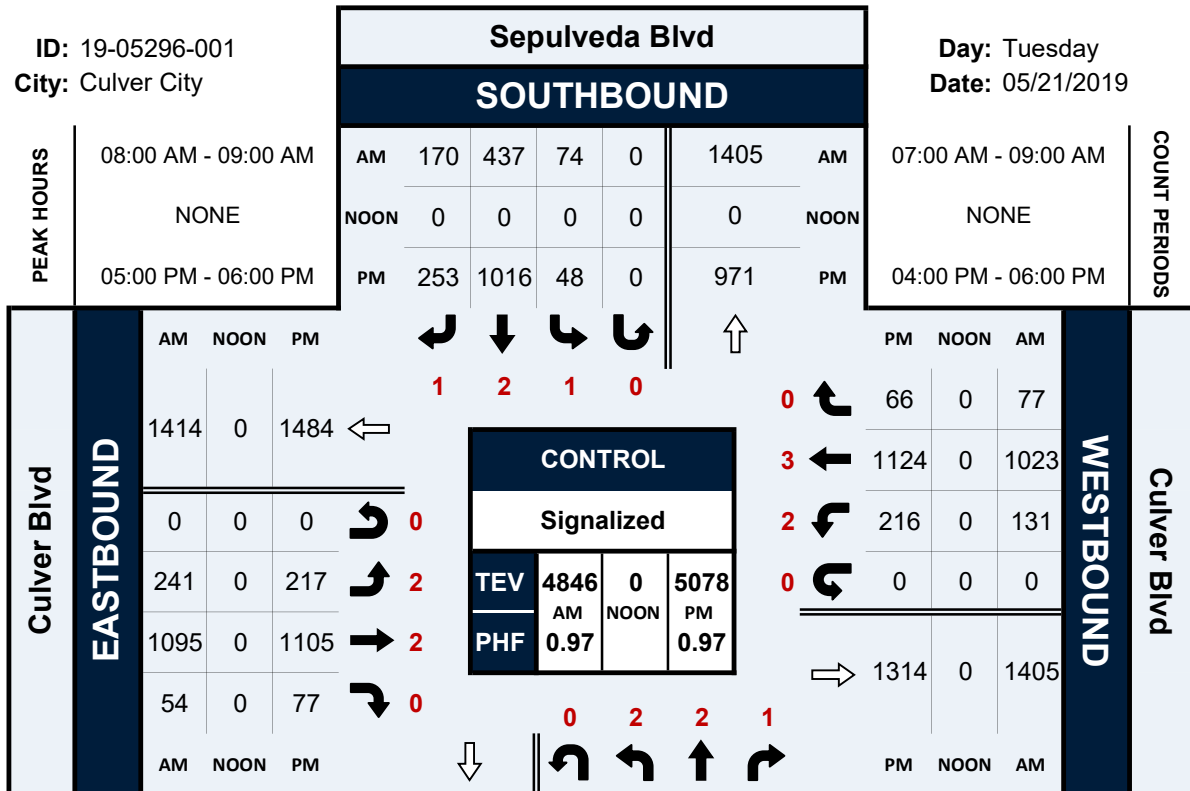 Sepulveda Blvd
ID: 19-05296-001
Day: Tuesday
City: Culver City
Date: 05/21/2019
SOUTHBOUND
PEAK HOURS
08:00 AM - 09:00 AM
AM 170 437 74 0 1405 AM
07:00 AM - 09:00 AM
COUNT PERIODS
NONE
NOON 0 0 0 0 0 NOON
NONE
05:00 PM - 06:00 PM
PM 253 1016 48 0 971 PM
04:00 PM - 06:00 PM
1 2 1 0
Culver Blvd
EASTBOUND
AM NOON PM
1414 0 1484
0 0 0 0
241 0 217 2
1095 0 1105 2
54 0 77 0
AM NOON PM
CONTROL
Signalized
TEV 4846 0 5078
AM NOON PM
PHF 0.97 0.97
PM NOON AM
0 66 0 77
3 1124 0 1023
2 216 0 131
0 0 0 0
1314 0 1405
PM NOON AM
WESTBOUND
Culver Blvd
0 2 2 1